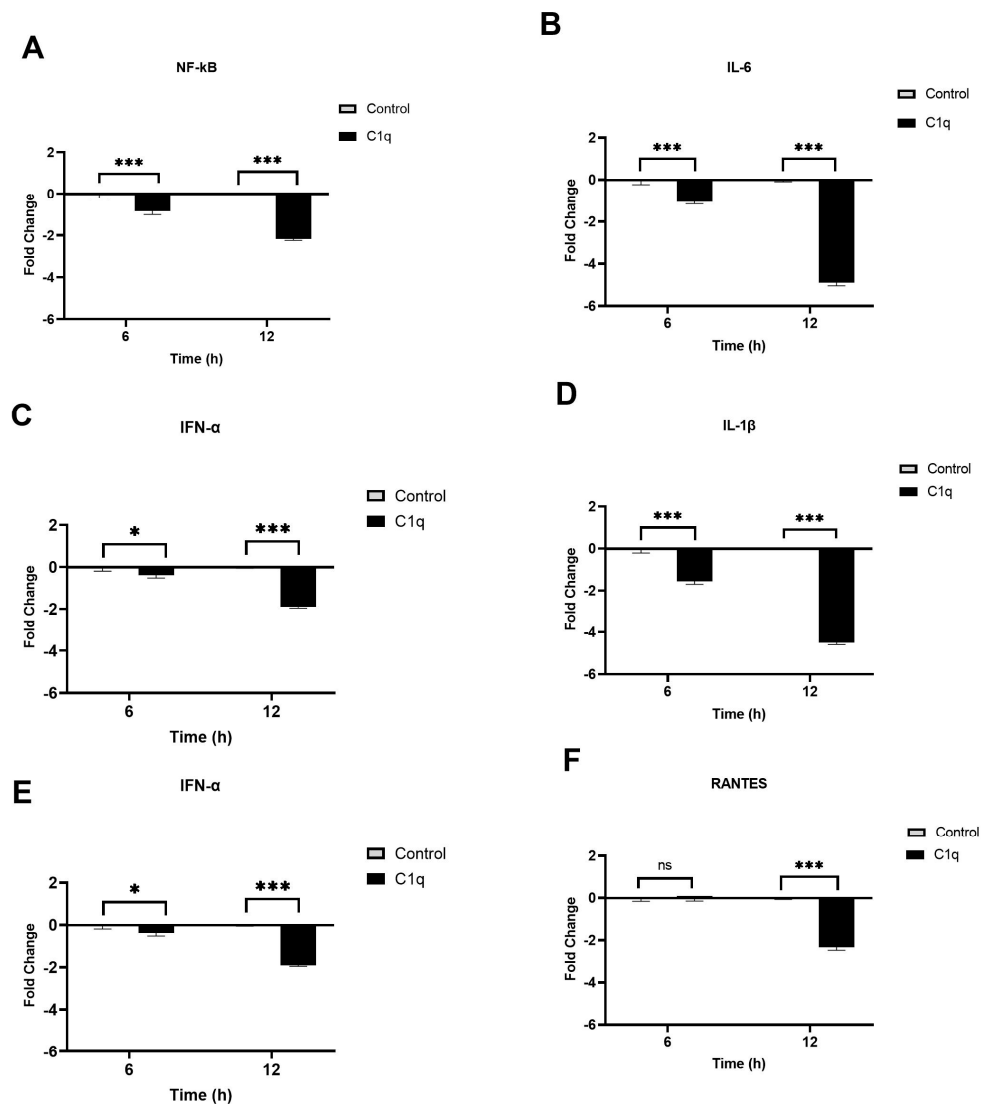 A
NF-kB
Control
C1q
***
***
2
0
-2
-4
-6
Fold Change
6
12
Time (h)
B
IL-6
Control
C1q
***
***
2
0
-2
-4
-6
Fold Change
6
12
Time (h)
C
IFN-α
Control
C1q
*
***
2
0
-2
-4
-6
Fold Change
6
12
Time (h)
D
IL-1β
Control
C1q
***
***
2
0
-2
-4
-6
Fold Change
6
12
Time (h)
E
IFN-α
Control
C1q
*
***
2
0
-2
-4
-6
Fold Change
6
12
Time (h)
F
RANTES
Control
C1q
ns
***
2
0
-2
-4
-6
Fold Change
6
12
Time (h)